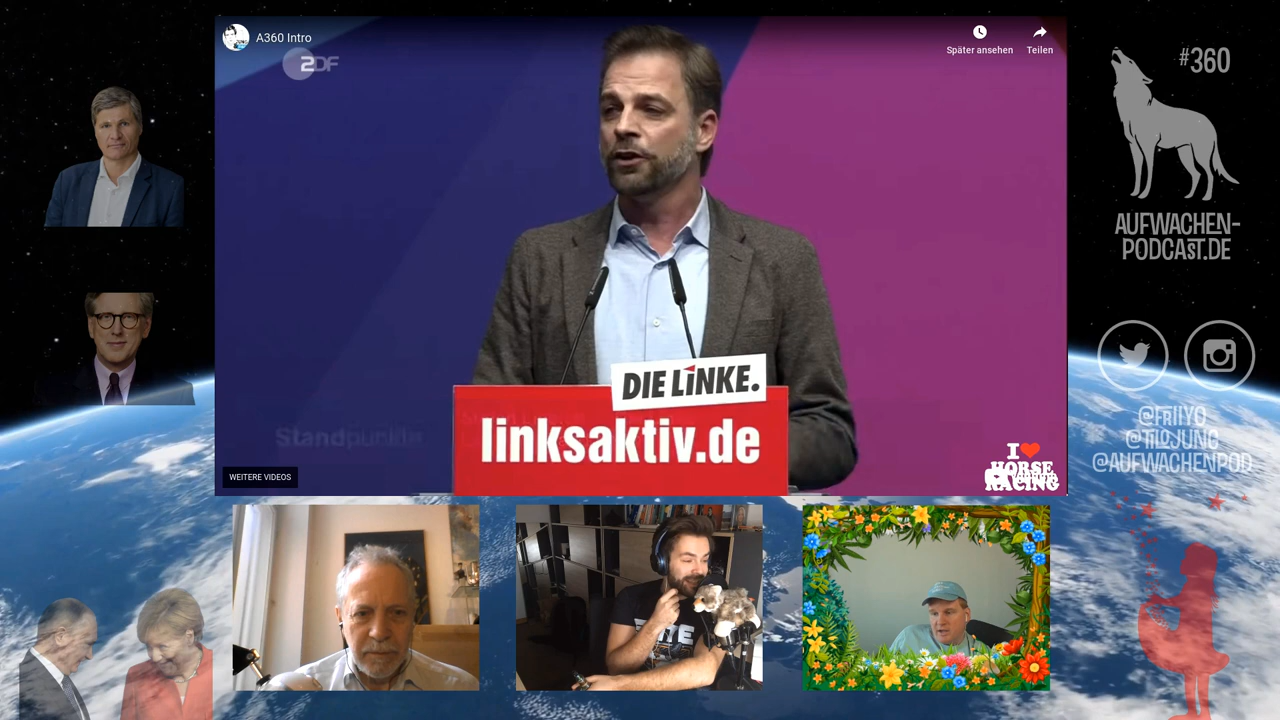 A360 Intro
ZDF
Später ansehen
Teilen
#360
AUFWACHEN-
PODCAST.DE
DIE LINKE.
linksaktiv.de
Standpunkte
WEITERE VIDEOS
I
HORSE
RACING
@FRIIYO
@TILOJUNG
@AUFWACHENPOD